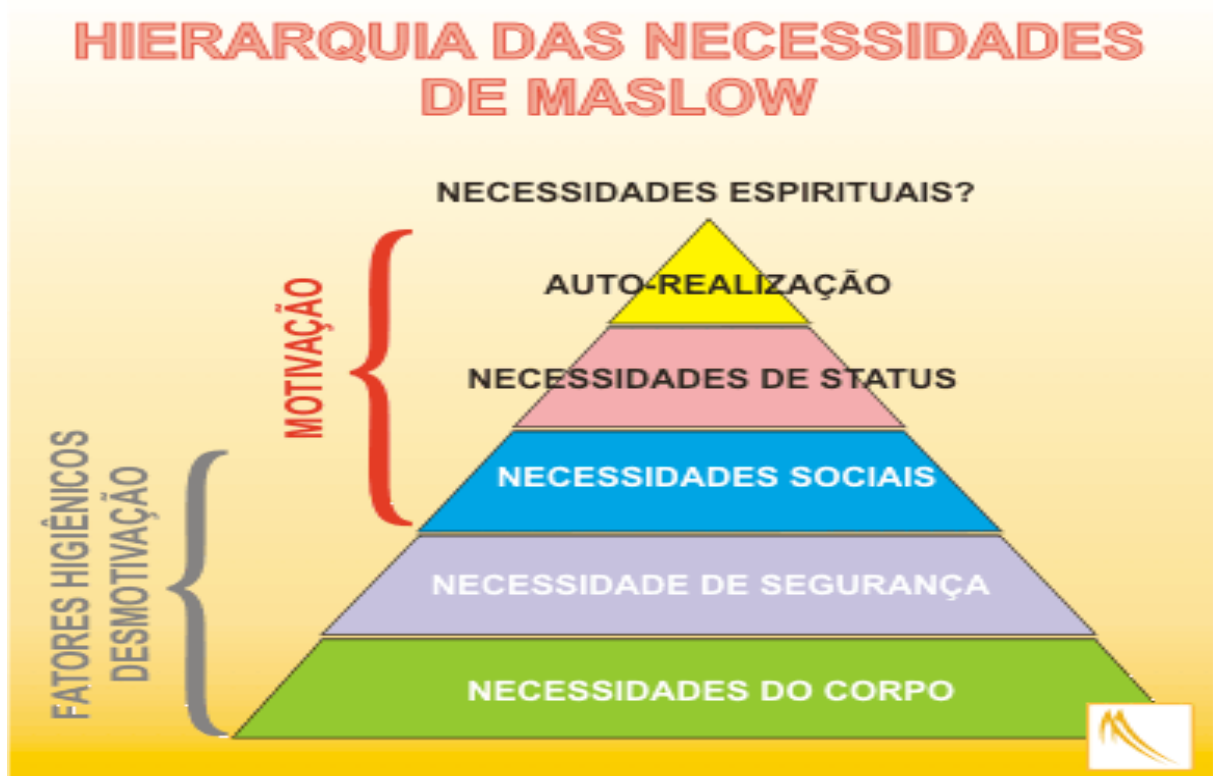 HIERARQUIA DAS NECESSIDADES
DE MASLOW
NECESSIDADES ESPIRITUAIS?
AUTO-REALIZAÇÃO
NECESSIDADES DE STATUS
NECESSIDADES SOCIAIS
NECESSIDADE DE SEGURANÇA
NECESSIDADES DO CORPO
MOTIVAÇÃO
FATORES HIGIÊNICOS
DESMOTIVAÇÃO